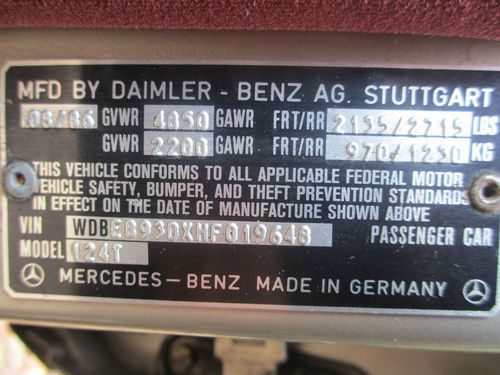 MFD BY DAIMLER - BENZ AG. STUTTGART
08/86 GVWR 4850 GAWR FRT/RR 2135/2715 LBS
GVWR 2200 GAWR FRT/RR 970/1230 KG
THIS VEHICLE CONFORMS TO ALL APPLICABLE FEDERAL MOTOR
VEHICLE SAFETY, BUMPER, AND THEFT PREVENTION STANDARDS
IN EFFECT ON THE DATE OF MANUFACTURE SHOWN ABOVE
VIN WDBEB930XHF019648 PASSENGER CAR
MODEL 124T
MERCEDES-BENZ MADE IN GERMANY